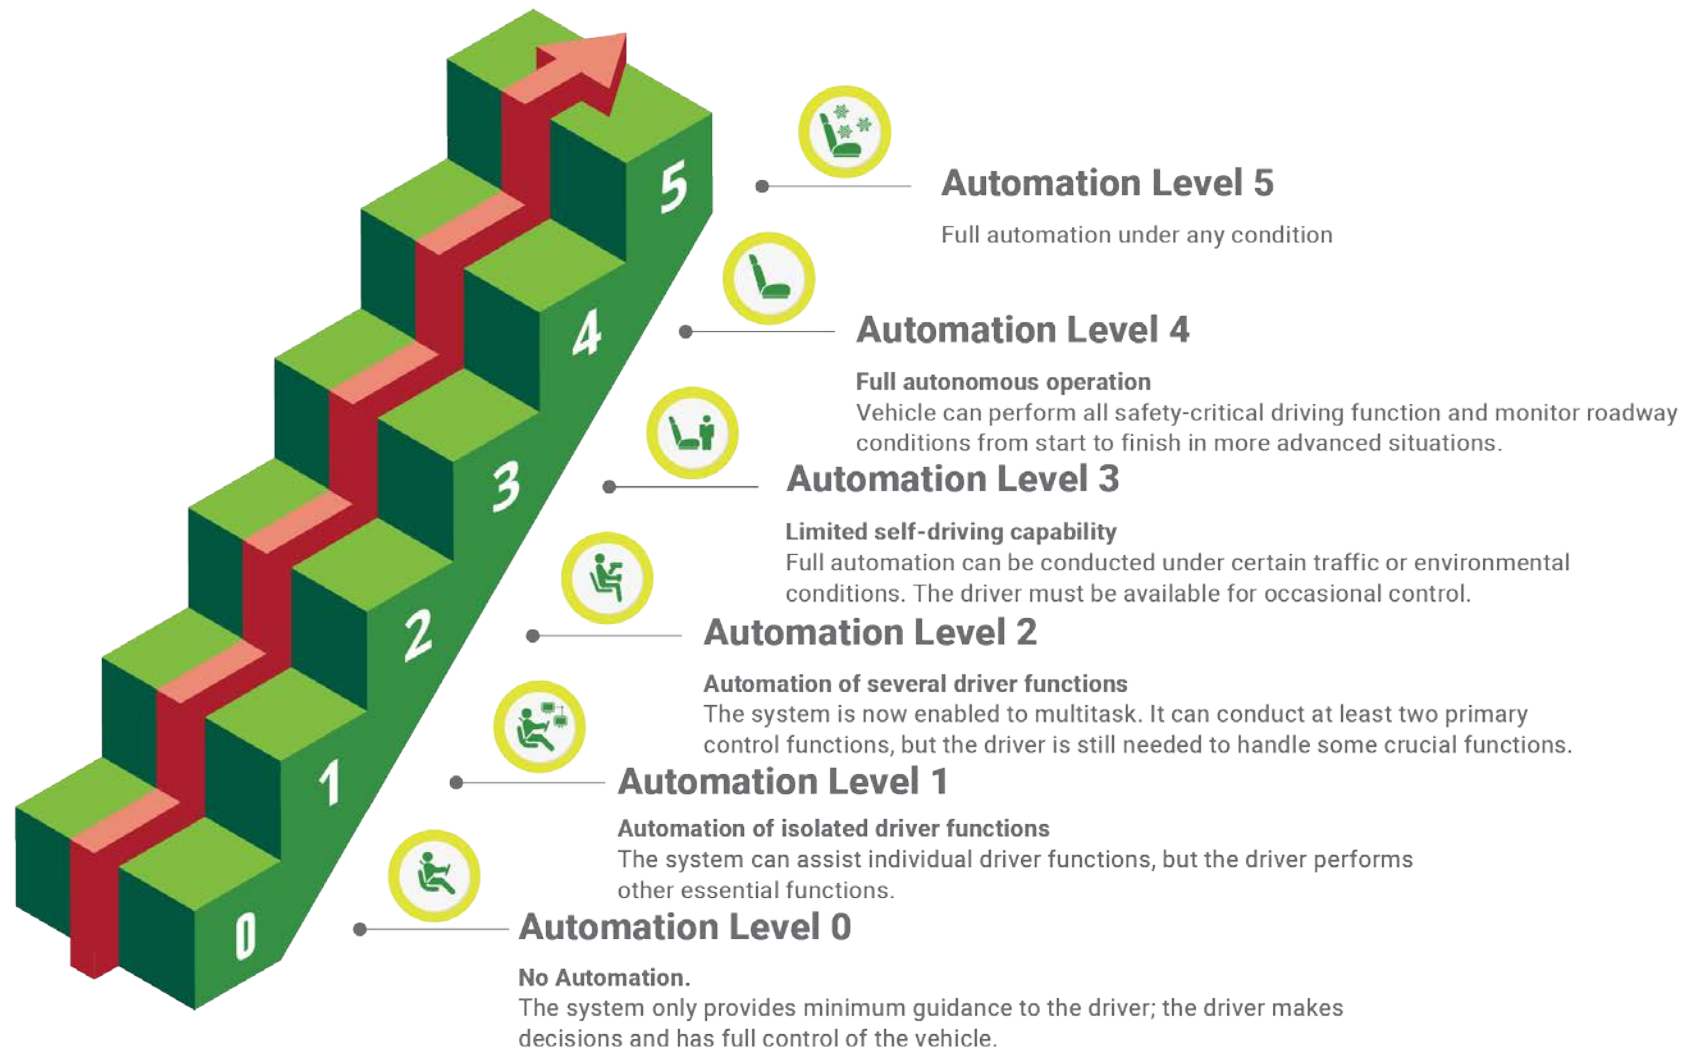 5
Automation Level 5
Full automation under any condition
4
Automation Level 4
Full autonomous operation
Vehicle can perform all safety-critical driving function and monitor roadway
conditions from start to finish in more advanced situations.
3
Automation Level 3
Limited self-driving capability
Full automation can be conducted under certain traffic or environmental
conditions. The driver must be available for occasional control.
2
Automation Level 2
Automation of several driver functions
The system is now enabled to multitask. It can conduct at least two primary
control functions, but the driver is still needed to handle some crucial functions.
1
Automation Level 1
Automation of isolated driver functions
The system can assist individual driver functions, but the driver performs
other essential functions.
0
Automation Level 0
No Automation.
The system only provides minimum guidance to the driver; the driver makes
decisions and has full control of the vehicle.